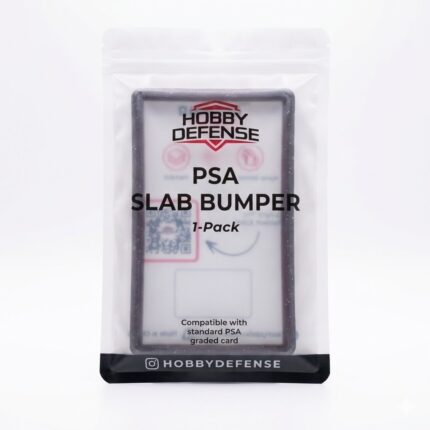 HOBBY
DEFENSE
PSA
SLAB BUMPER
1-Pack
Compatible with
standard PSA
graded card
HOBBYDEFENSE